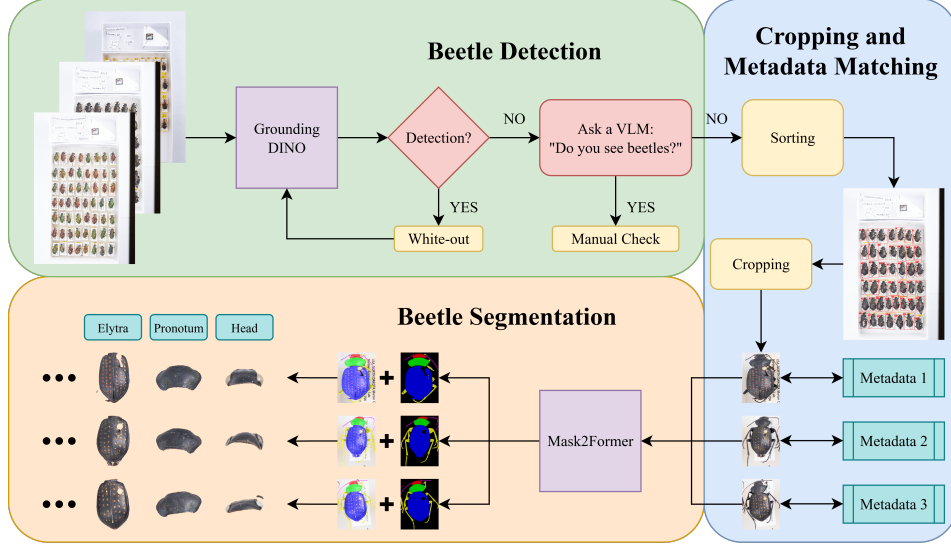 Beetle Detection
Grounding
DINO
Detection?
NO
YES
White-out
Ask a VLM:
"Do you see beetles?"
NO
YES
Manual Check
Cropping and
Metadata Matching
Sorting
Cropping
Metadata 1
Metadata 2
Metadata 3
Beetle Segmentation
Elytra
Pronotum
Head
Mask2Former